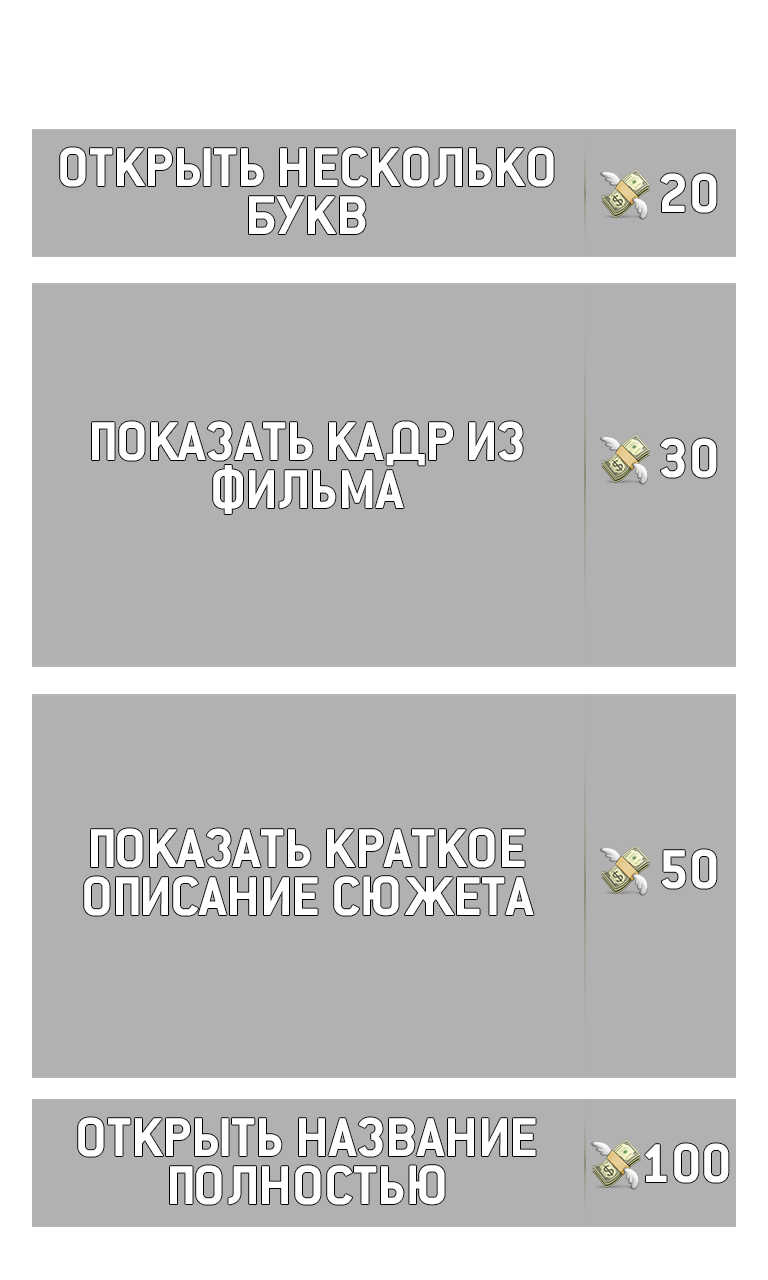 ОТКРЫТЬ НЕСКОЛЬКО
БУКВ
20
ПОКАЗАТЬ КАДР ИЗ
ФИЛЬМА
30
ПОКАЗАТЬ КРАТКОЕ
ОПИСАНИЕ СЮЖЕТА
50
ОТКРЫТЬ НАЗВАНИЕ
ПОЛНОСТЬЮ
100